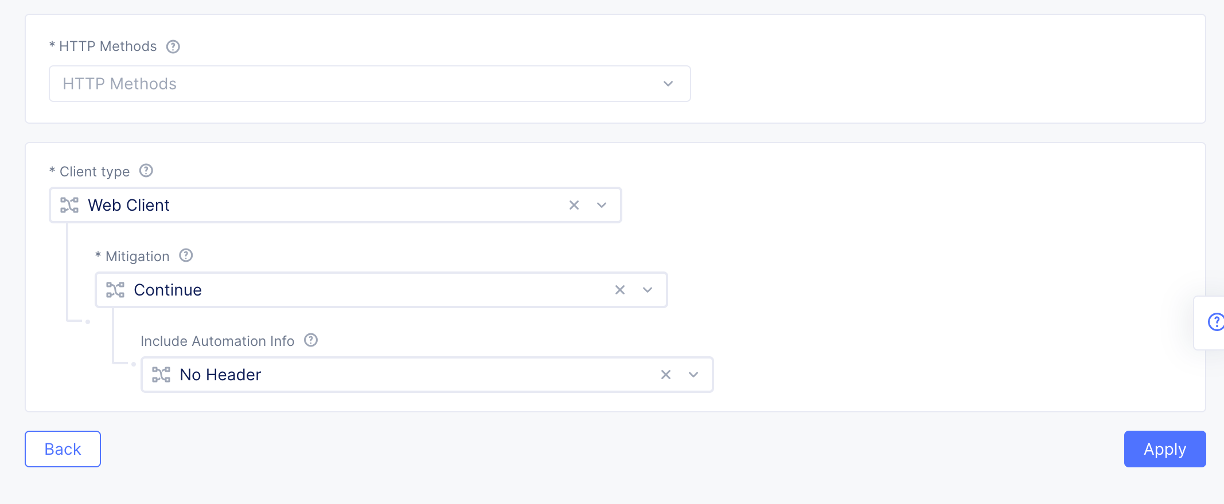 * HTTP Methods
HTTP Methods
* Client type
Web Client
* Mitigation
Continue
Include Automation Info
No Header
Back
Apply